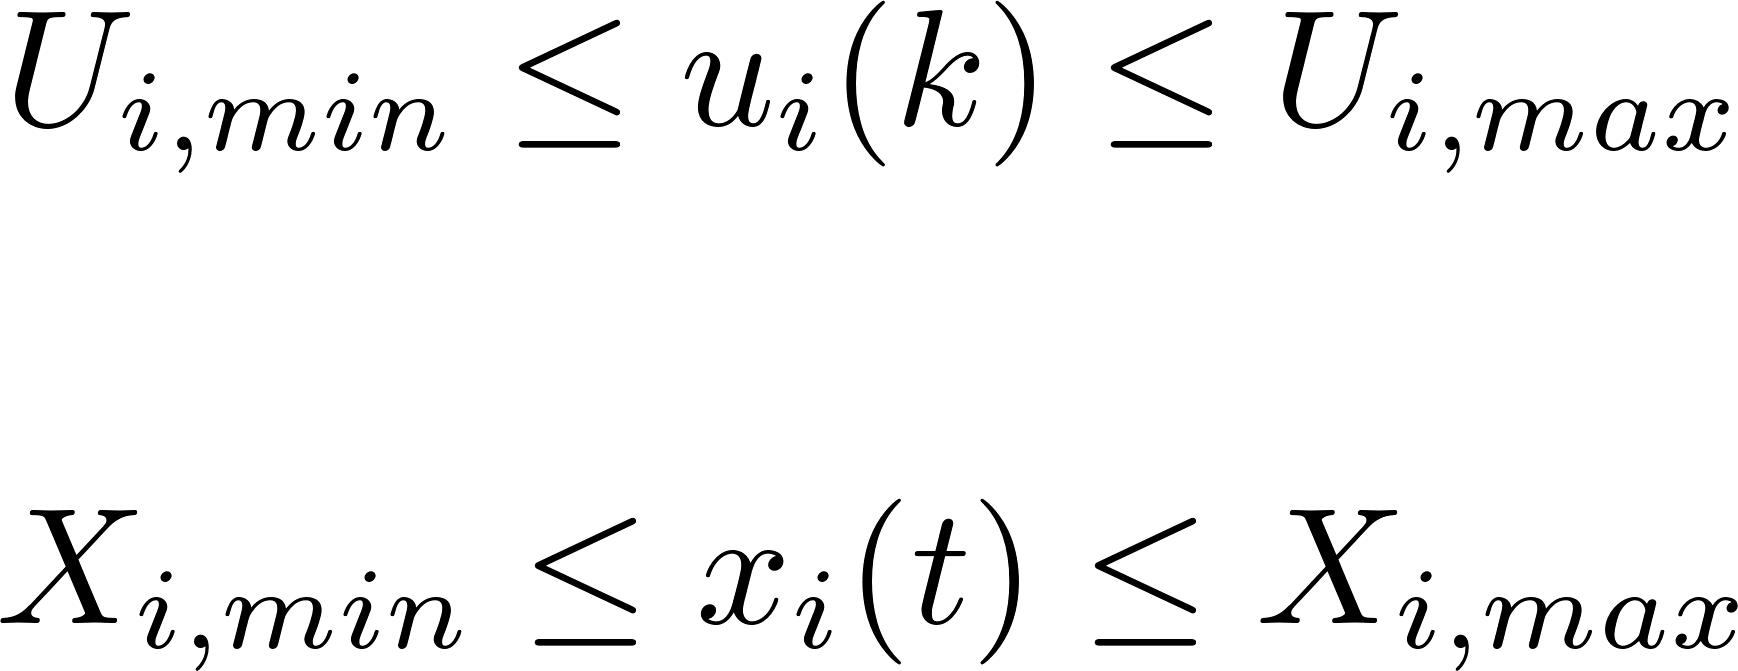 U_{i,min} ≤ u_i(k) ≤ U_{i,max}
X_{i,min} ≤ x_i(t) ≤ X_{i,max}